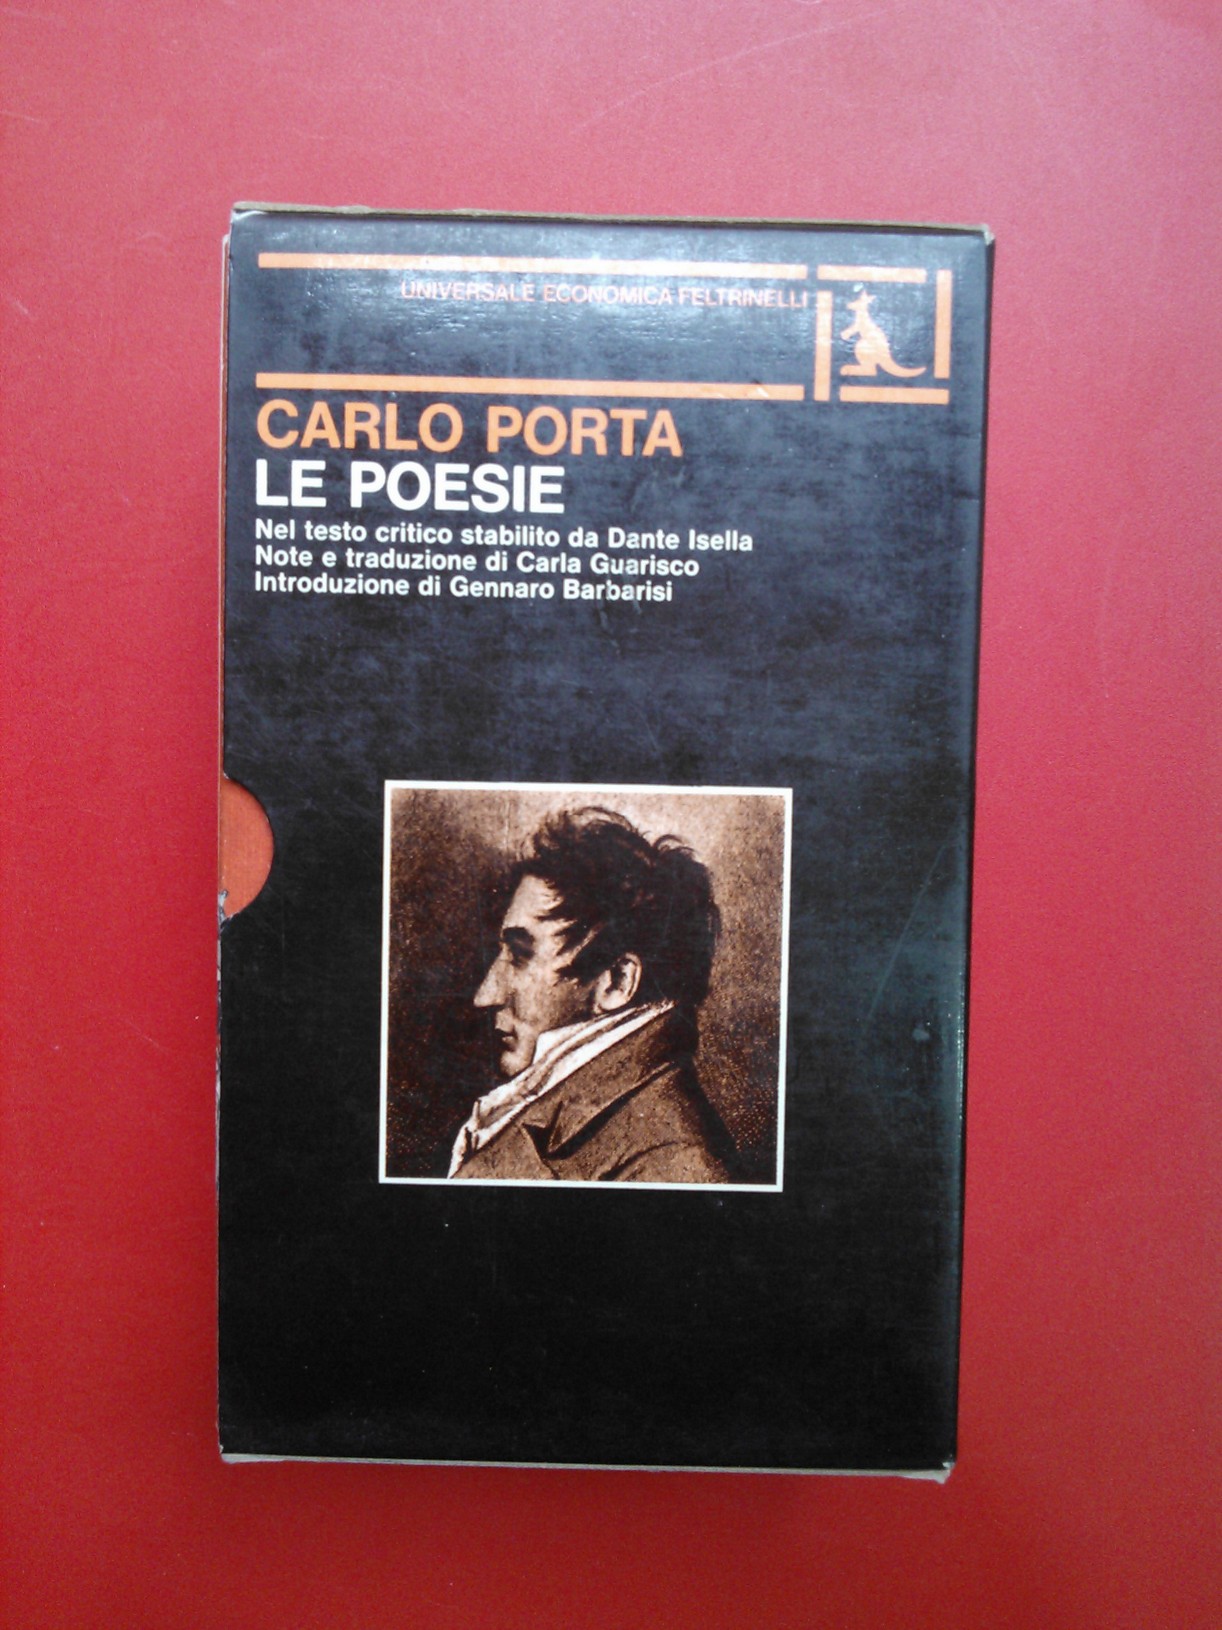 UNIVERSALE ECONOMICA FELTRINELLI
CARLO PORTA
LE POESIE
Nel testo critico stabilito da Dante Isella
Note e traduzione di Carla Guarisco
Introduzione di Gennaro Barbarisi